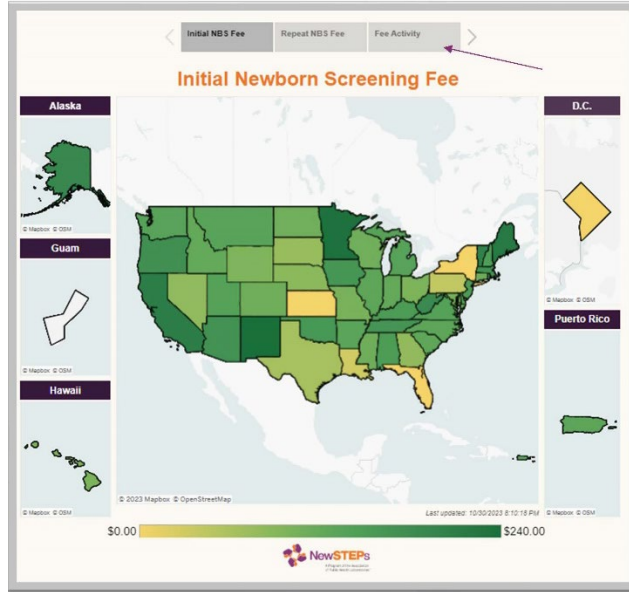 Initial NBS Fee
Repeat NBS Fee
Fee Activity
Initial Newborn Screening Fee
Alaska
© Mapbox © OSM
Guam
© Mapbox © OSM
Hawaii
© Mapbox © OSM
D.C.
© Mapbox © OSM
Puerto Rico
© Mapbox © OSM
© 2023 Mapbox © OpenStreetMap
Last updated: 10/30/2023 8:10:18 PM
$0.00
$240.00
NewSTEPs